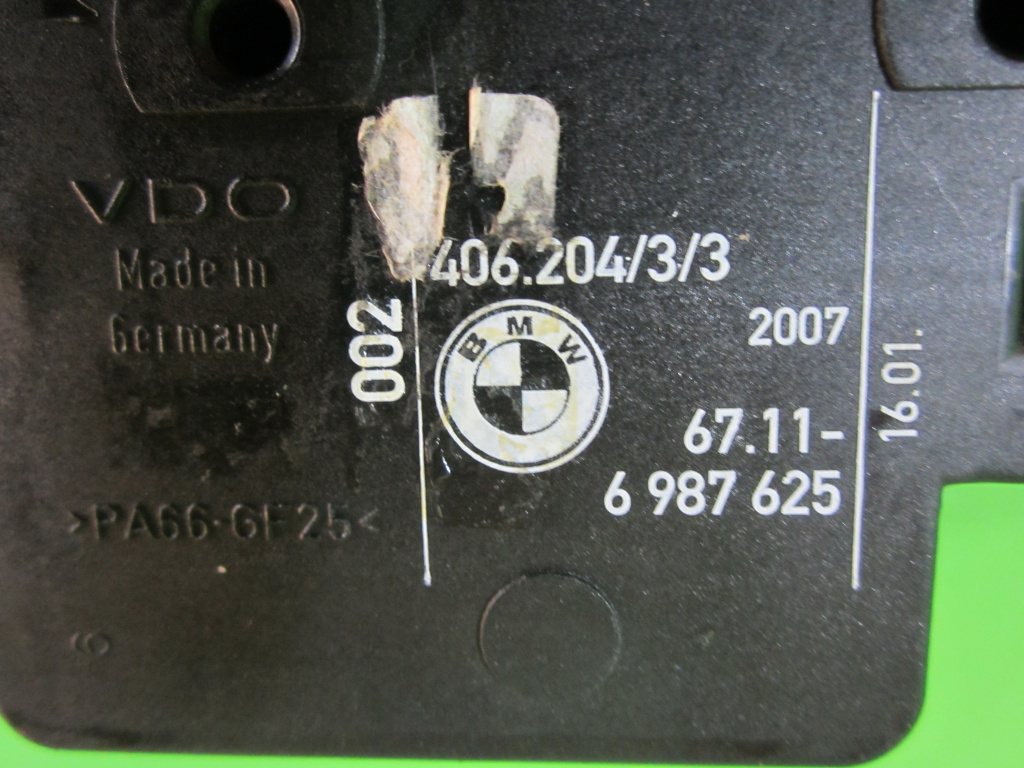 VDO
Made in
Germany
>PA66-GF25<
6
002
406.204/3/3
BMW
2007
67.11-
6 987 625
16.01.